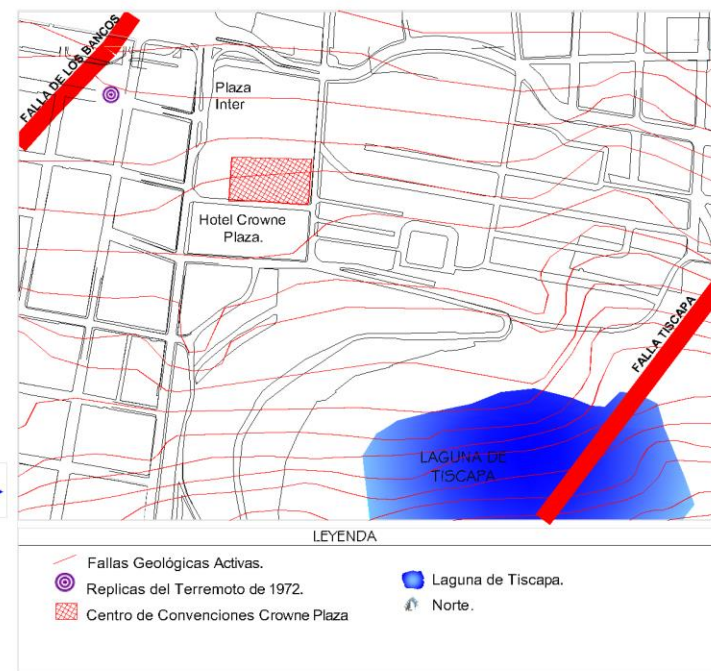 FALLA DE LOS BANCOS
Plaza
Inter
Hotel Crowne
Plaza.
FALLA TISCAPA
LAGUNA DE
TISCAPA
LEYENDA
Fallas Geológicas Activas.
Replicas del Terremoto de 1972.
Centro de Convenciones Crowne Plaza
Laguna de Tiscapa.
Norte.